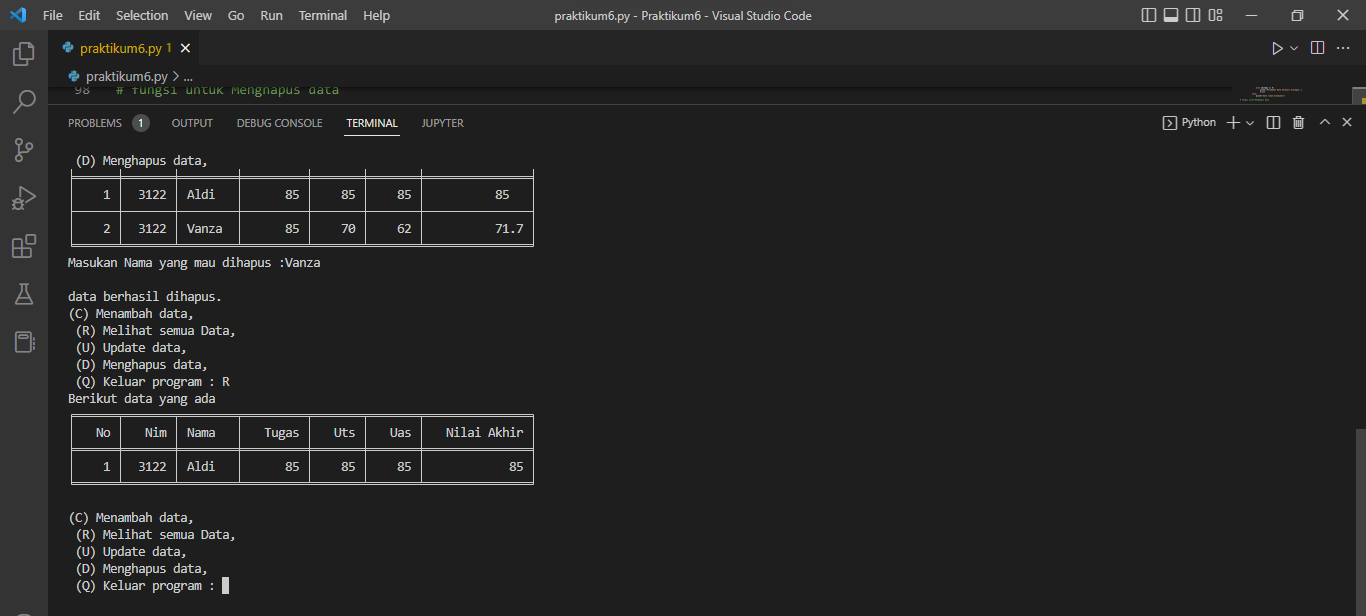 File Edit Selection View Go Run Terminal Help praktikum6.py - Praktikum6 - Visual Studio Code
praktikum6.py 1
praktikum6.py > ...
98 # fungsi untuk Menghapus data
PROBLEMS 1 OUTPUT DEBUG CONSOLE TERMINAL JUPYTER Python
(D) Menghapus data,
1 3122 Aldi 85 85 85 85
2 3122 Vanza 85 70 62 71.7
Masukan Nama yang mau dihapus :Vanza
data berhasil dihapus.
(C) Menambah data,
(R) Melihat semua Data,
(U) Update data,
(D) Menghapus data,
(Q) Keluar program : R
Berikut data yang ada
No Nim Nama Tugas Uts Uas Nilai Akhir
1 3122 Aldi 85 85 85 85
(C) Menambah data,
(R) Melihat semua Data,
(U) Update data,
(D) Menghapus data,
(Q) Keluar program :